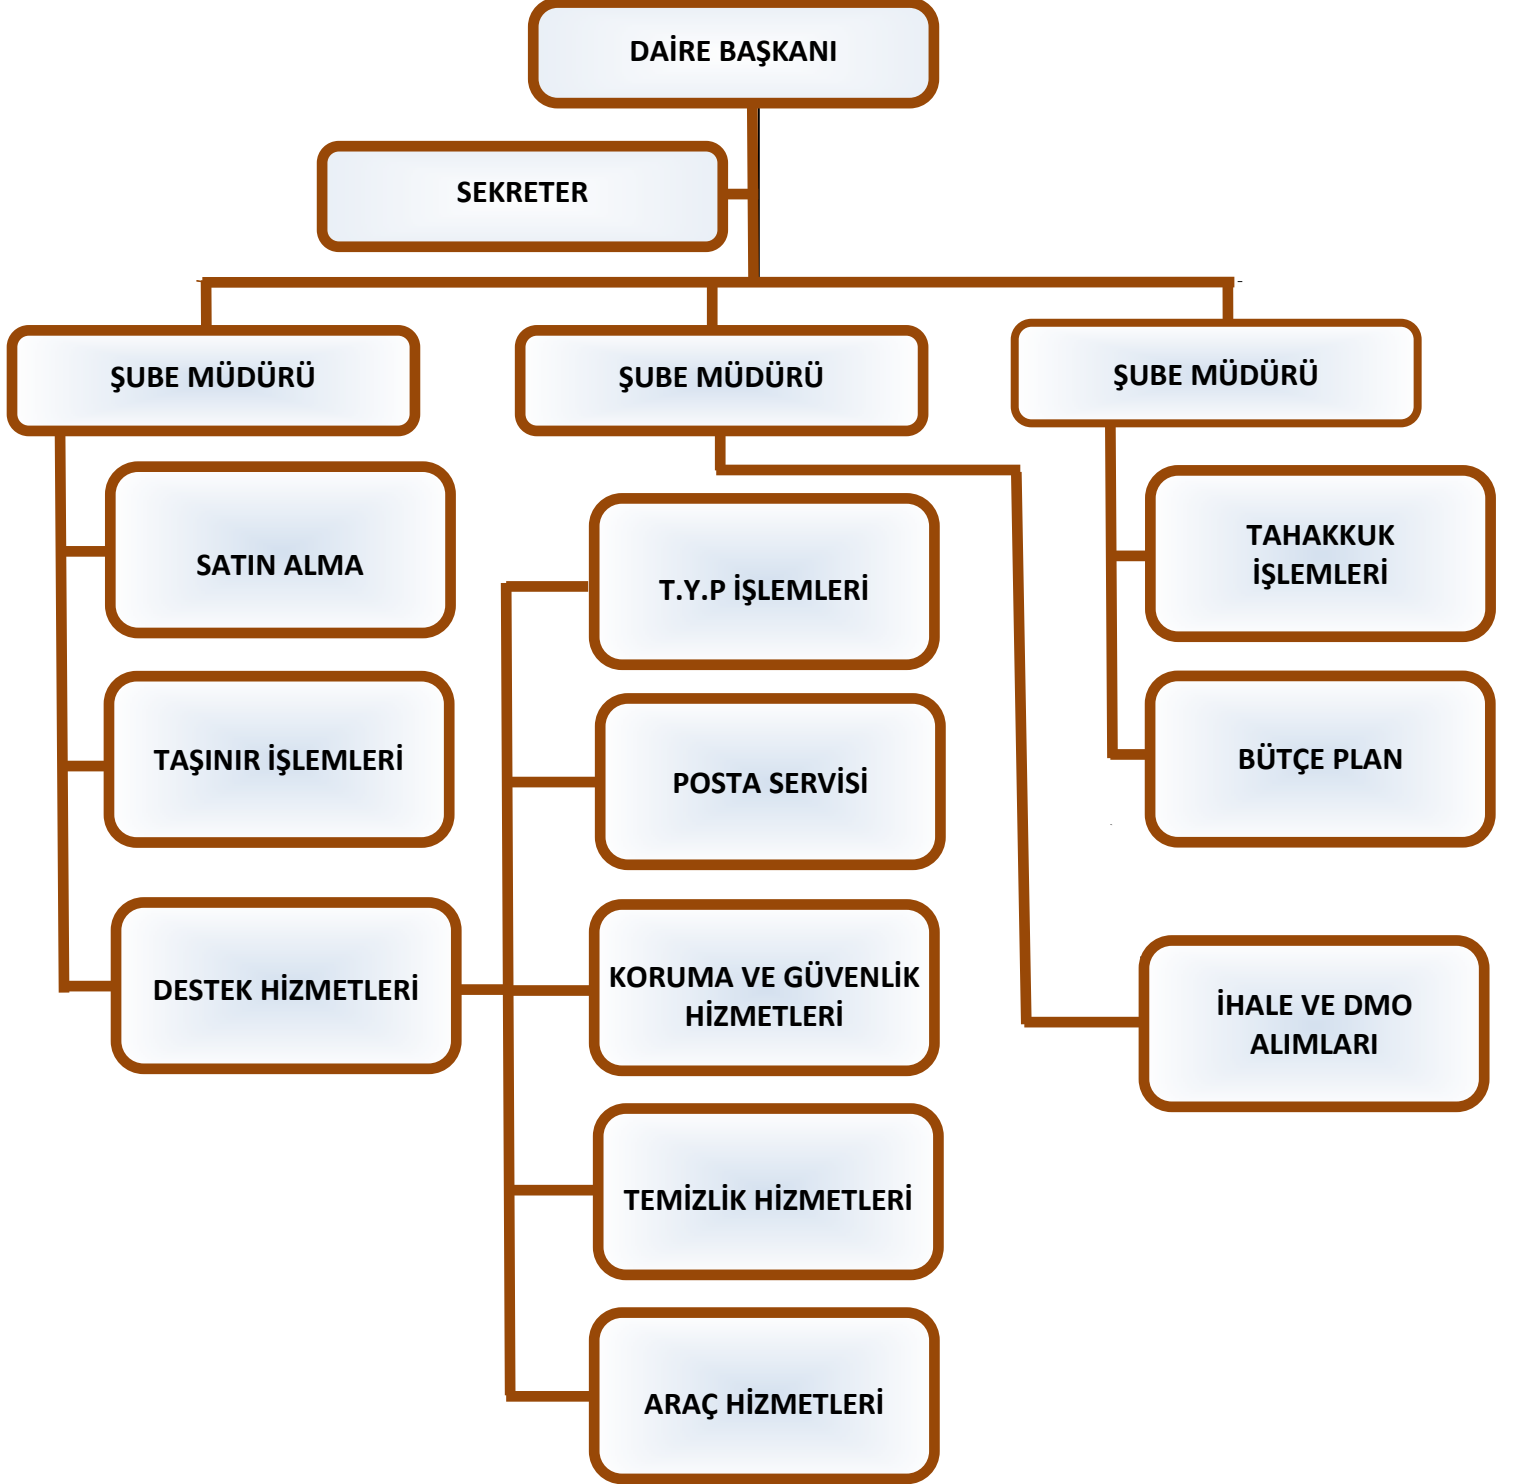 DAİRE BAŞKANI
SEKRETER
ŞUBE MÜDÜRÜ
ŞUBE MÜDÜRÜ
ŞUBE MÜDÜRÜ
SATIN ALMA
TAŞINIR İŞLEMLERİ
DESTEK HİZMETLERİ
T.Y.P İŞLEMLERİ
POSTA SERVİSİ
KORUMA VE GÜVENLİK
HİZMETLERİ
TEMİZLİK HİZMETLERİ
ARAÇ HİZMETLERİ
TAHAKKUK
İŞLEMLERİ
BÜTÇE PLAN
İHALE VE DMO
ALIMLARI